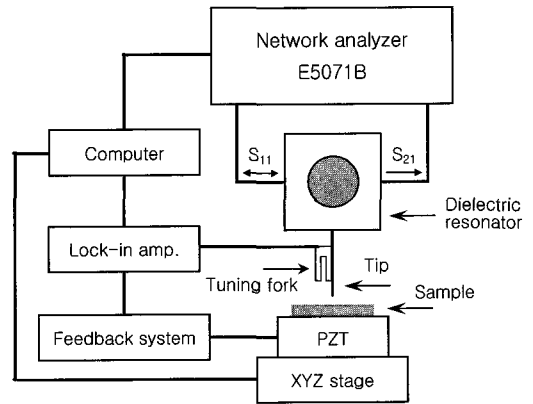 Network analyzer
E5071B
S11
S21
Computer
Dielectric
resonator
Lock-in amp.
Tuning fork
Tip
Sample
Feedback system
PZT
XYZ stage